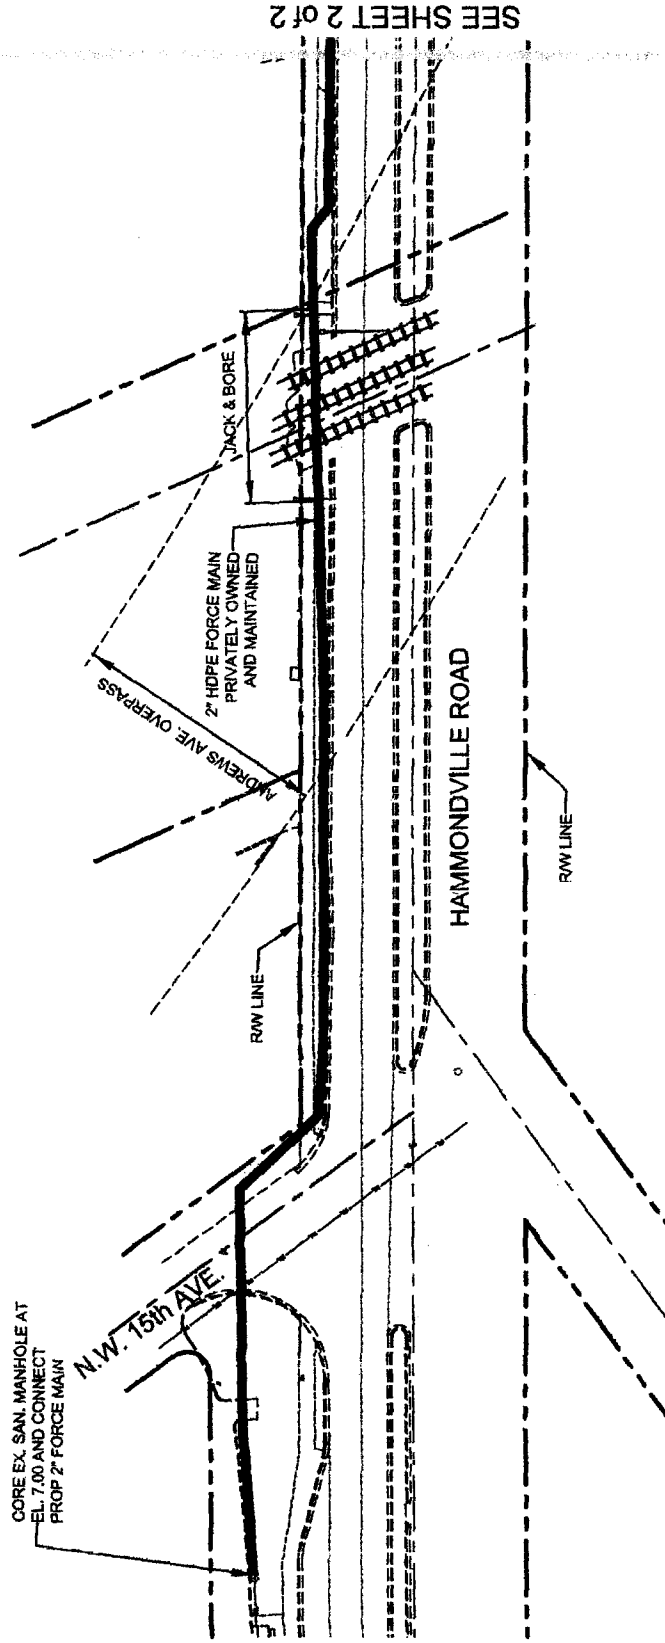 SEE SHEET 2 of 2
JACK & BORE
2" HDPE FORCE MAIN
PRIVATELY OWNED
AND MAINTAINED
ANDREWS AVE. OVERPASS
HAMMONDVILLE ROAD
R/W LINE
R/W LINE
N.W. 15th AVE.
CORE EX. SAN. MANHOLE AT
EL. 7.00 AND CONNECT
PROP 2" FORCE MAIN